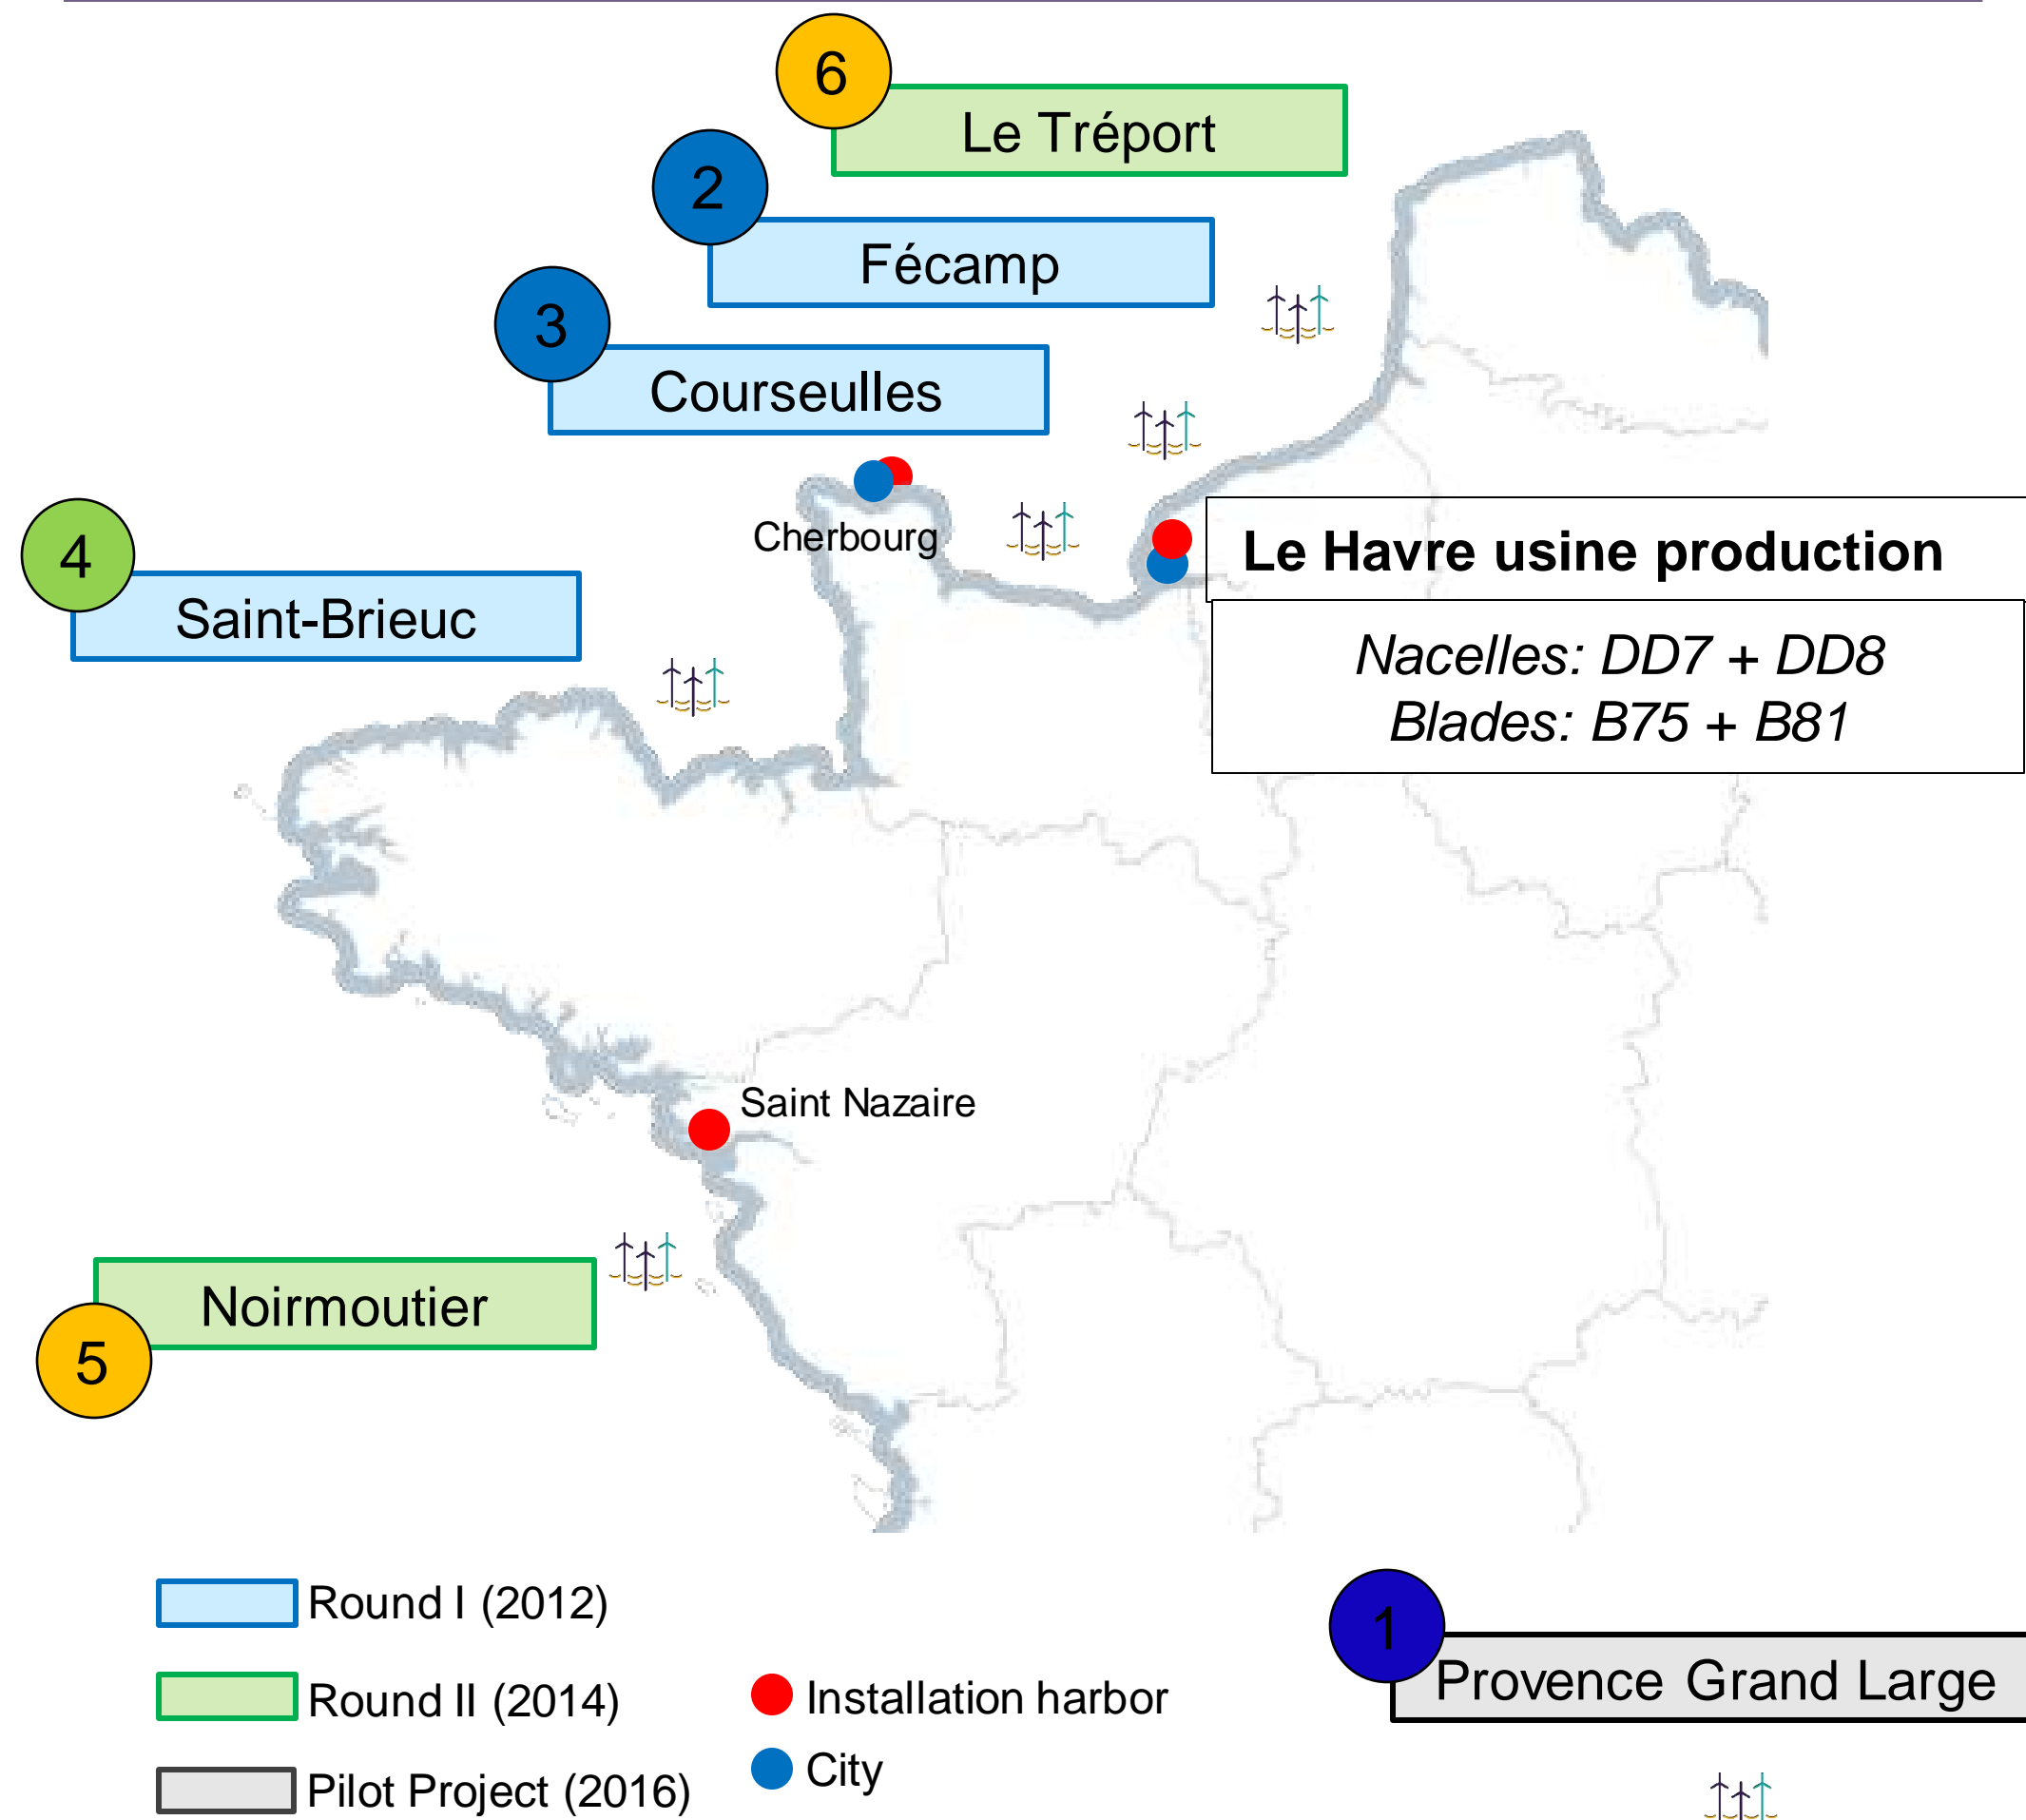 6
Le Tréport
2
Fécamp
3
Courseulles
Cherbourg
4
Saint-Brieuc
Le Havre usine production
Nacelles: DD7 + DD8
Blades: B75 + B81
Saint Nazaire
Noirmoutier
5
Round I (2012)
Round II (2014)
Pilot Project (2016)
Installation harbor
City
1
Provence Grand Large